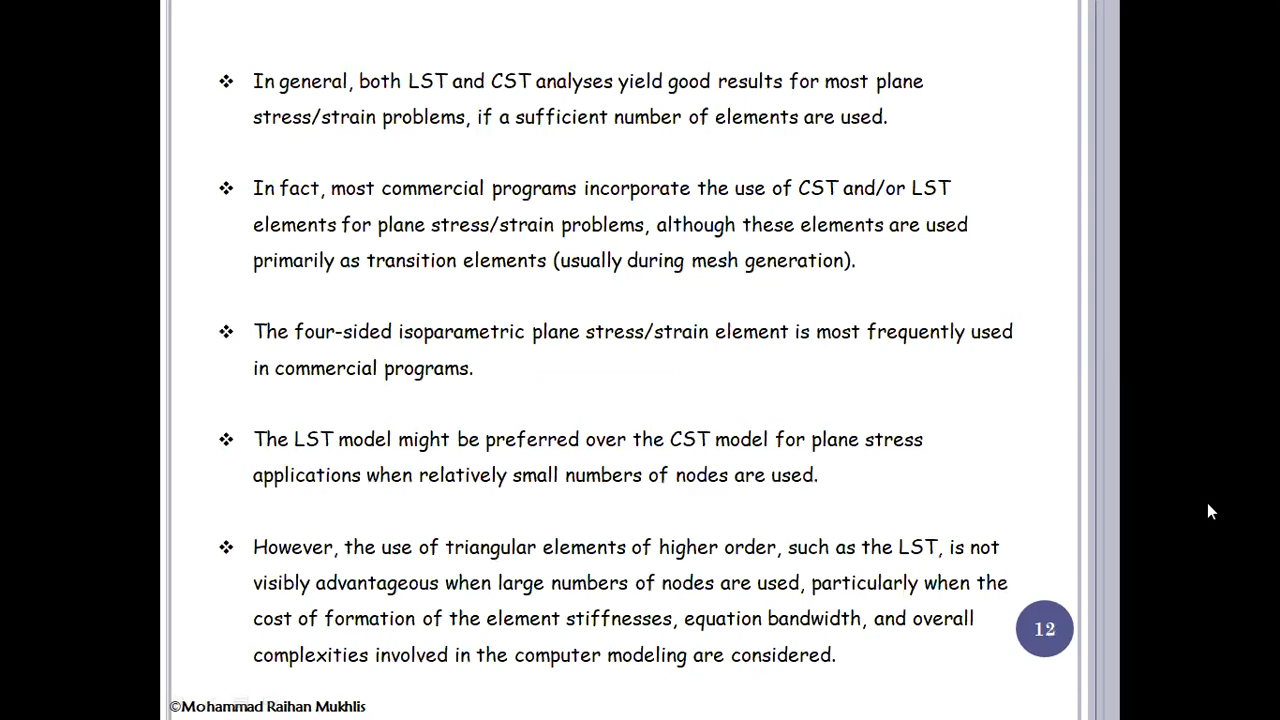 ❖ In general, both LST and CST analyses yield good results for most plane
stress/strain problems, if a sufficient number of elements are used.
❖ In fact, most commercial programs incorporate the use of CST and/or LST
elements for plane stress/strain problems, although these elements are used
primarily as transition elements (usually during mesh generation).
❖ The four-sided isoparametric plane stress/strain element is most frequently used
in commercial programs.
❖ The LST model might be preferred over the CST model for plane stress
applications when relatively small numbers of nodes are used.
❖ However, the use of triangular elements of higher order, such as the LST, is not
visibly advantageous when large numbers of nodes are used, particularly when the
cost of formation of the element stiffnesses, equation bandwidth, and overall
complexities involved in the computer modeling are considered.
12
©Mohammad Raihan Mukhlis